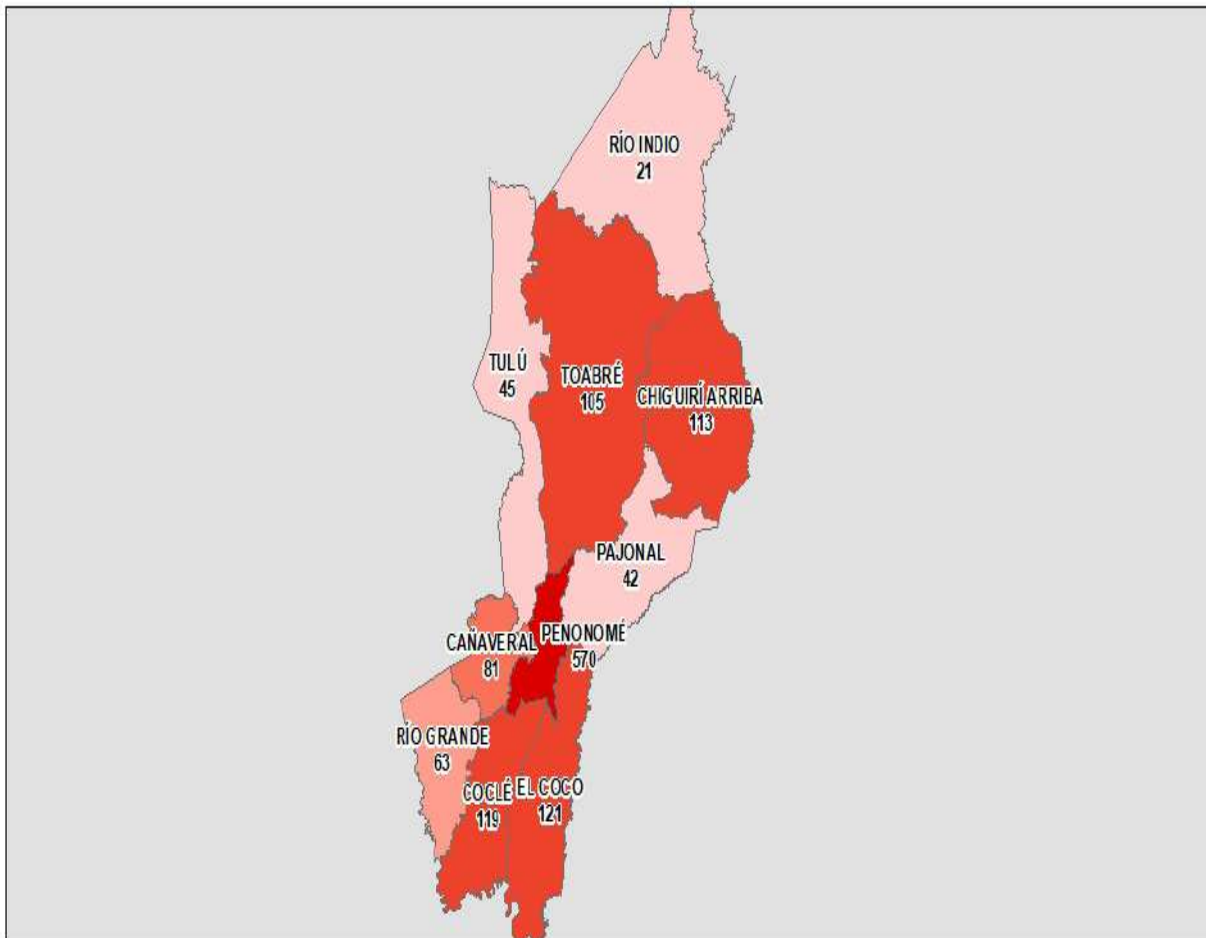 RÍO INDIO
21
TULÚ
45
TOABRÉ
105
CHIGUIRÍ ARRIBA
113
PAJONAL
42
CAÑAVERAL
81
PENONOMÉ
570
RÍO GRANDE
63
COCLÉ
119
EL COCO
121